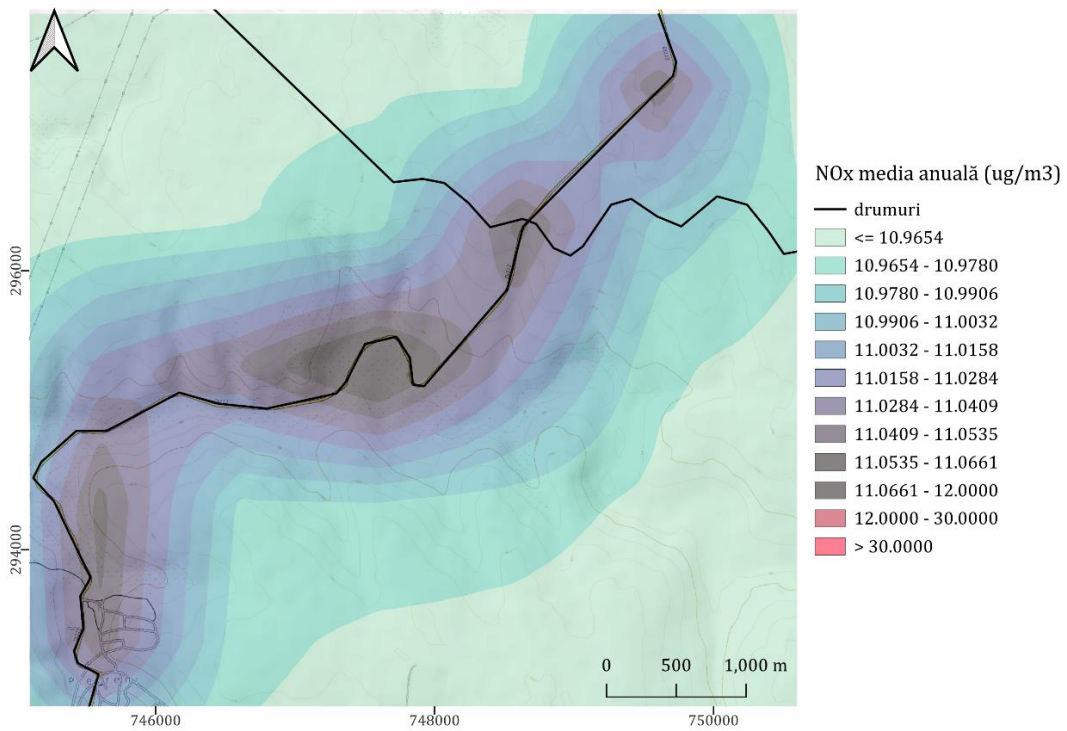 NOx media anuală (ug/m3)
drumuri
<= 10.9654
10.9654 - 10.9780
10.9780 - 10.9906
10.9906 - 11.0032
11.0032 - 11.0158
11.0158 - 11.0284
11.0284 - 11.0409
11.0409 - 11.0535
11.0535 - 11.0661
11.0661 - 12.0000
12.0000 - 30.0000
> 30.0000
296000
294000
0 500 1,000 m
746000 748000 750000